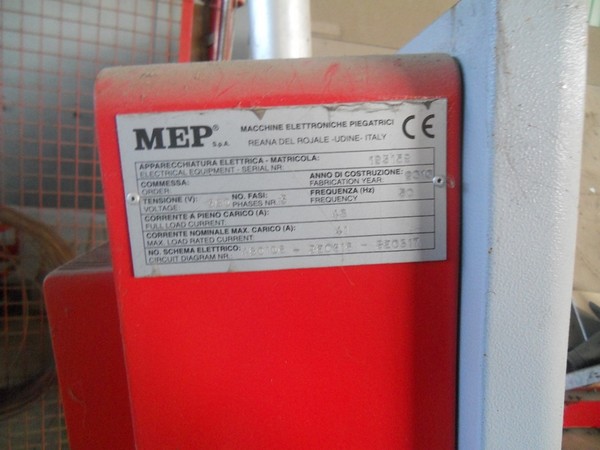 MEP® S.p.A. MACCHINE ELETTRONICHE PIEGATRICI CE
REANA DEL ROJALE -UDINE- ITALY
APPARECCHIATURA ELETTRICA - MATRICOLA:
ELECTRICAL EQUIPMENT - SERIAL NR.
COMMESSA: ANNO DI COSTRUZIONE:
ORDER: FABRICATION YEAR:
TENSIONE (V): NO. FASI: 3 FREQUENZA (Hz) 50
VOLTAGE: PHASES NR. FREQUENCY
CORRENTE A PIENO CARICO (A)
FULL LOAD CURRENT:
CORRENTE NOMINALE MAX. CARICO (A):
MAX. LOAD RATED CURRENT:
NO. SCHEMA ELETTRICO:
CIRCUIT DIAGRAM NR.